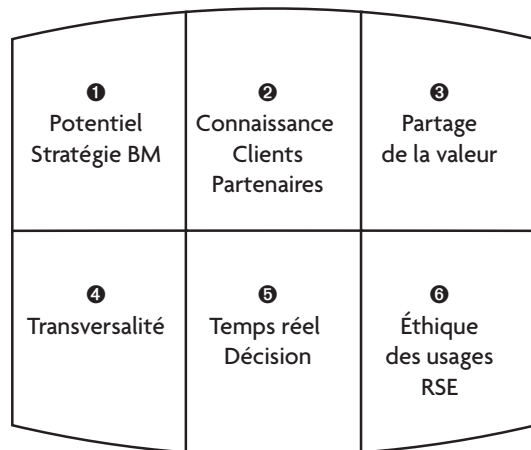 ❶
Potentiel
Stratégie BM
❷
Connaissance
Clients
Partenaires
❸
Partage
de la valeur
❹
Transversalité
❺
Temps réel
Décision
❻
Éthique
des usages
RSE